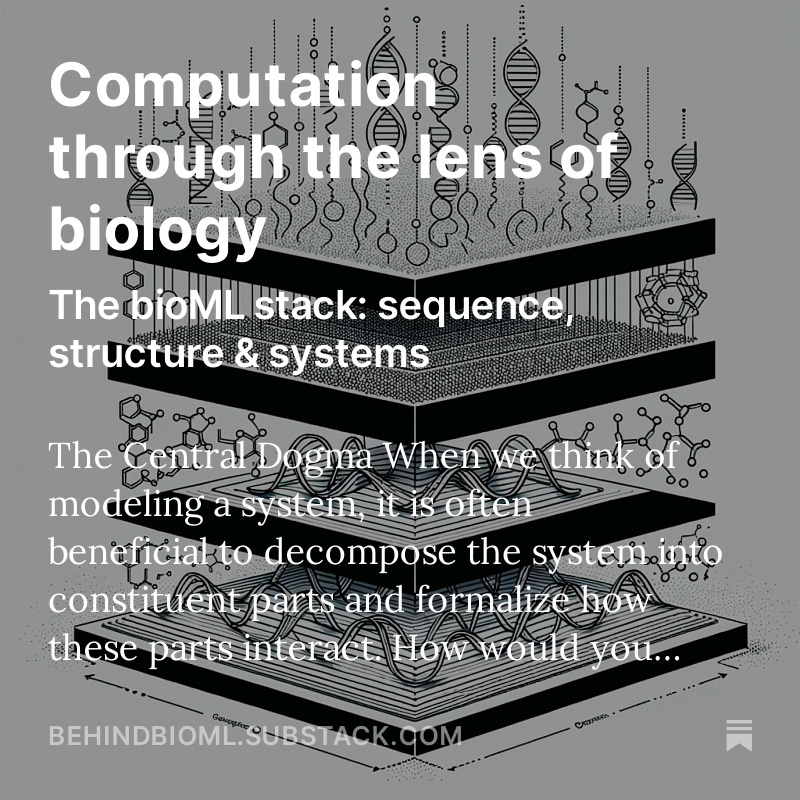 Computation
through the lens of
biology
The bioML stack: sequence,
structure & systems
The Central Dogma When we think of
modeling a system, it is often
beneficial to decompose the system into
constituent parts and formalize how
these parts interact. How would you...
BEHINDBIOML.SUBSTACK.COM